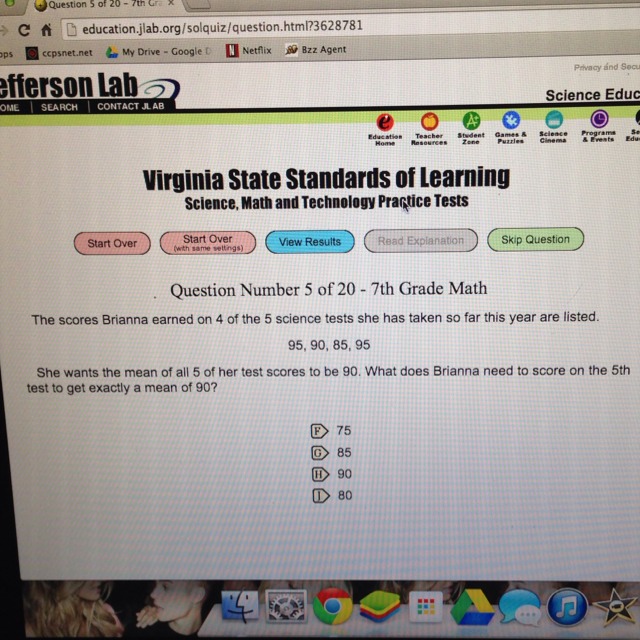 Question 5 of 20 - 7th Gr
education.jlab.org/solquiz/question.html?3628781
ccpsnet.net My Drive - Google D Netflix Bzz Agent
Privacy and Secu
efferson Lab
Science Educ
OME SEARCH CONTACT JLAB
Education Home
Teacher Resources
Student Zone
Games & Puzzles
Science Cinema
Programs & Events
Virginia State Standards of Learning
Science, Math and Technology Practice Tests
Start Over
Start Over
(with same settings)
View Results
Read Explanation
Skip Question
Question Number 5 of 20 - 7th Grade Math
The scores Brianna earned on 4 of the 5 science tests she has taken so far this year are listed.
95, 90, 85, 95
She wants the mean of all 5 of her test scores to be 90. What does Brianna need to score on the 5th
test to get exactly a mean of 90?
F 75
G 85
H 90
I 80